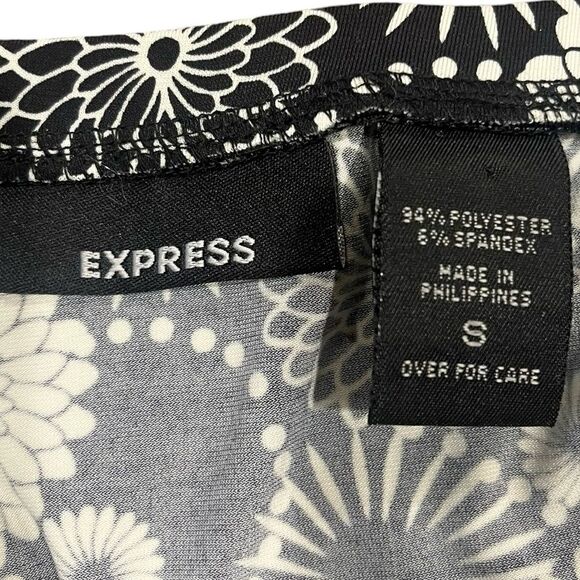 EXPRESS
94% POLYESTER
6% SPANDEX
MADE IN
PHILIPPINES
S
OVER FOR CARE